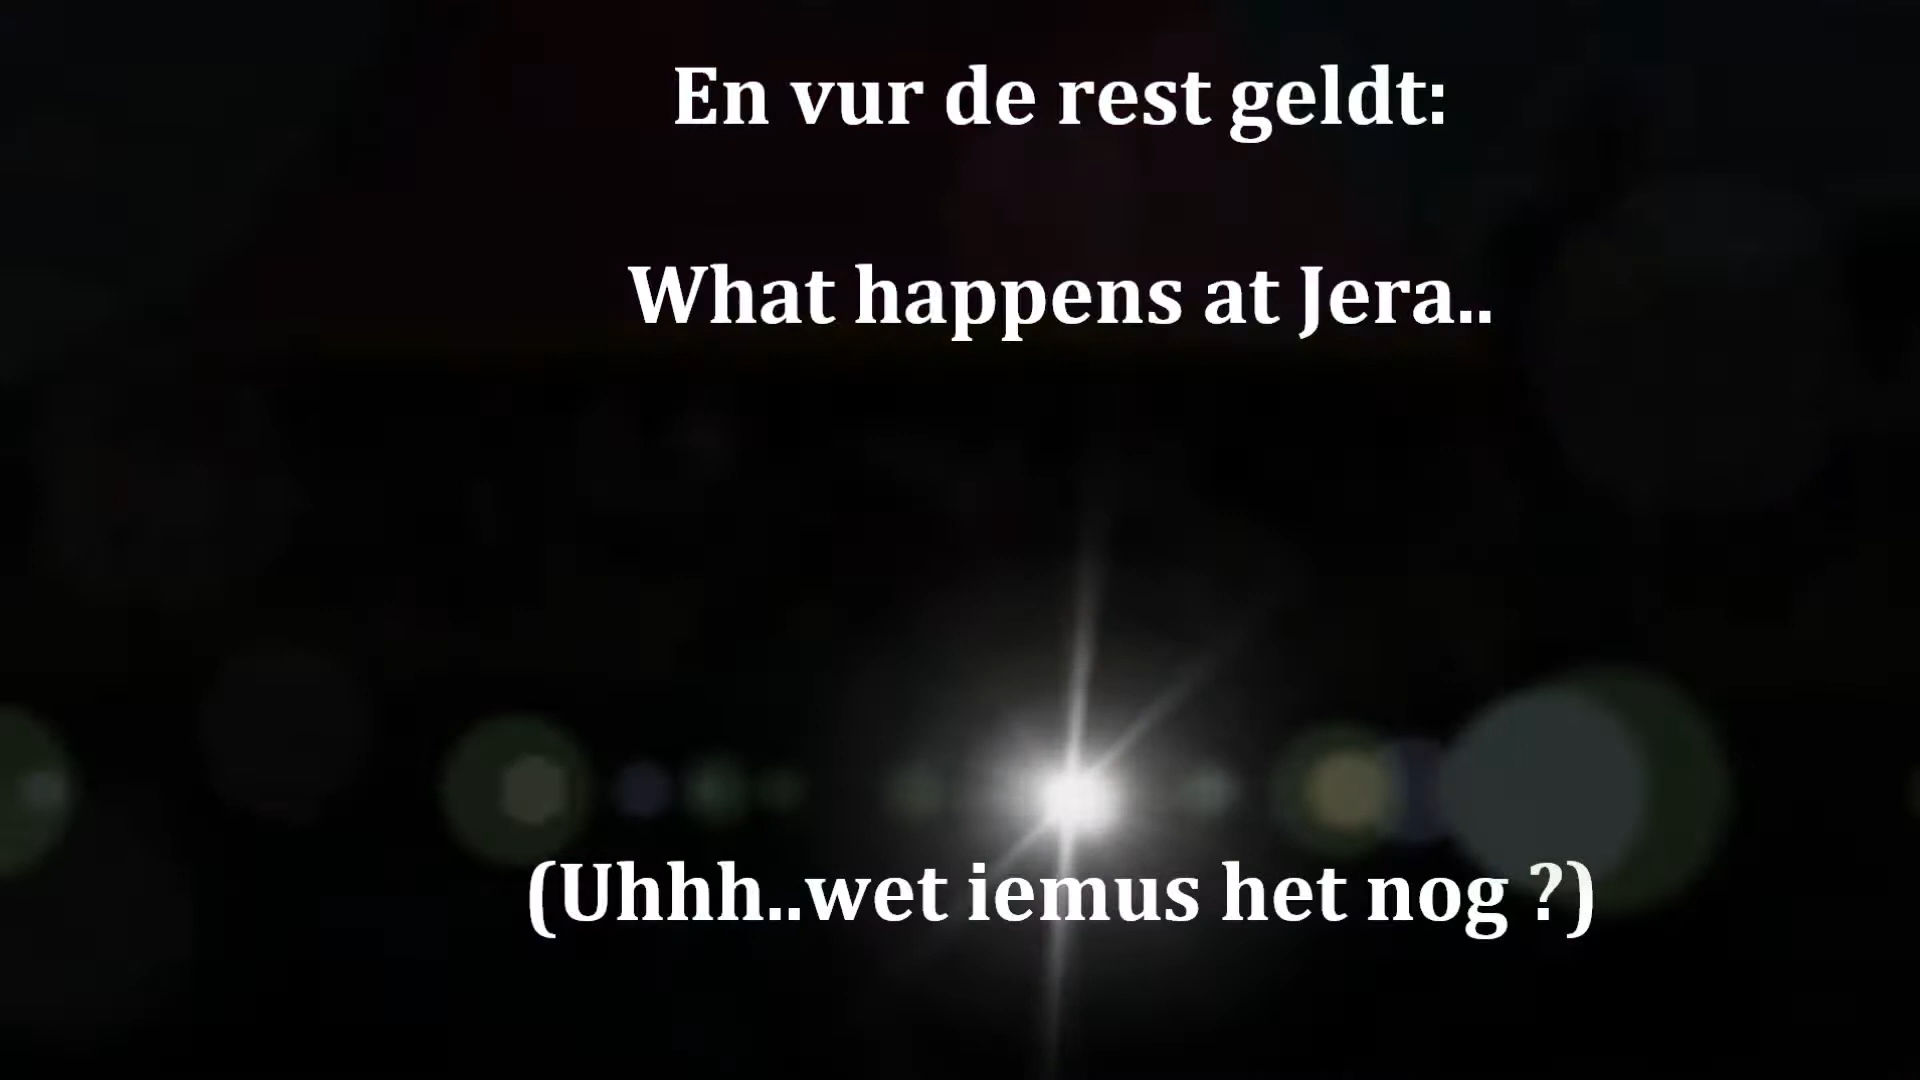 En vur de rest geldt:
What happens at Jera..
(Uhhh..wet iemus het nog ?)